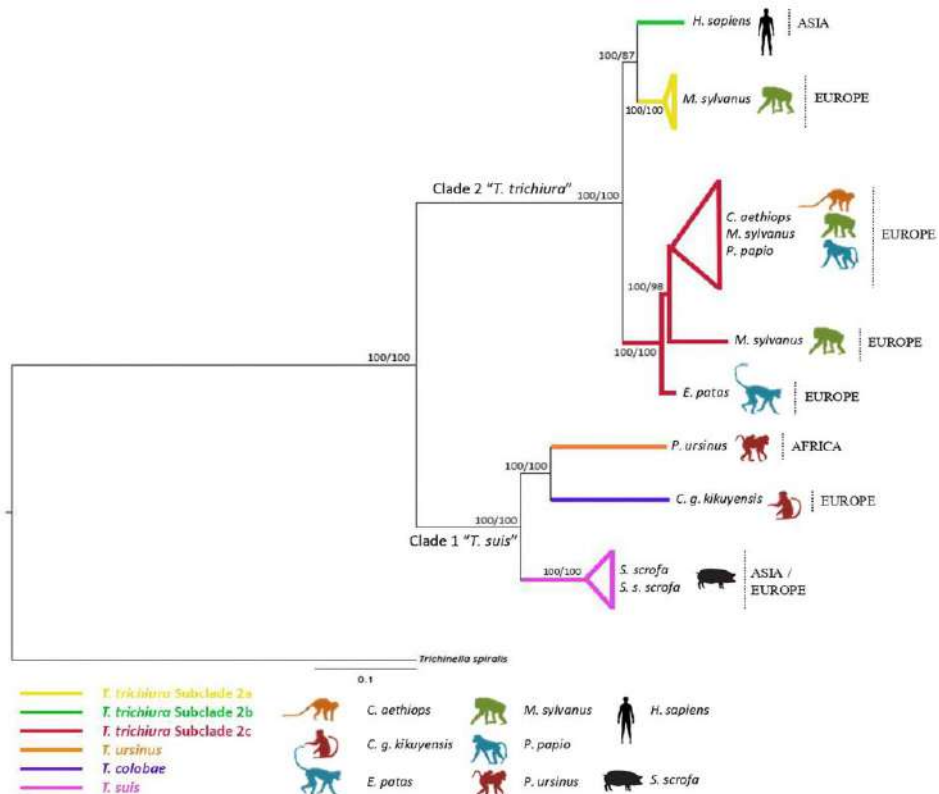 H. sapiens
ASIA
100/87
M. sylvanus
EUROPE
100/100
Clade 2 "T. trichiura"
100/100
C. aethiops
M. sylvanus
P. papio
EUROPE
100/98
M. sylvanus
EUROPE
100/100
100/100
E. patas
EUROPE
P. ursinus
AFRICA
100/100
C. g. kikuyensis
EUROPE
100/100
Clade 1 "T. suis"
100/100
S. scrofa
S. s. scrofa
ASIA /
EUROPE
Trichinella spiralis
0.1
T. trichiura Subclade 2a
T. trichiura Subclade 2b
T. trichiura Subclade 2c
T. ursinus
T. colobae
T. suis
C. aethiops
C. g. kikuyensis
E. patas
M. sylvanus
P. papio
P. ursinus
H. sapiens
S. scrofa